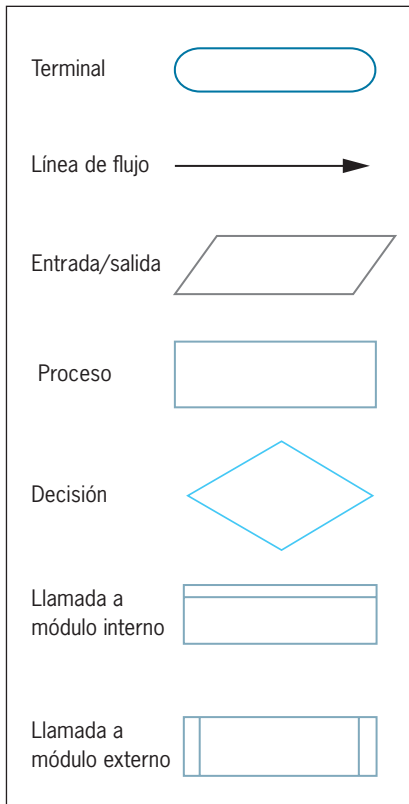 Terminal
Línea de flujo
Entrada/salida
Proceso
Decisión
Llamada a
módulo interno
Llamada a
módulo externo